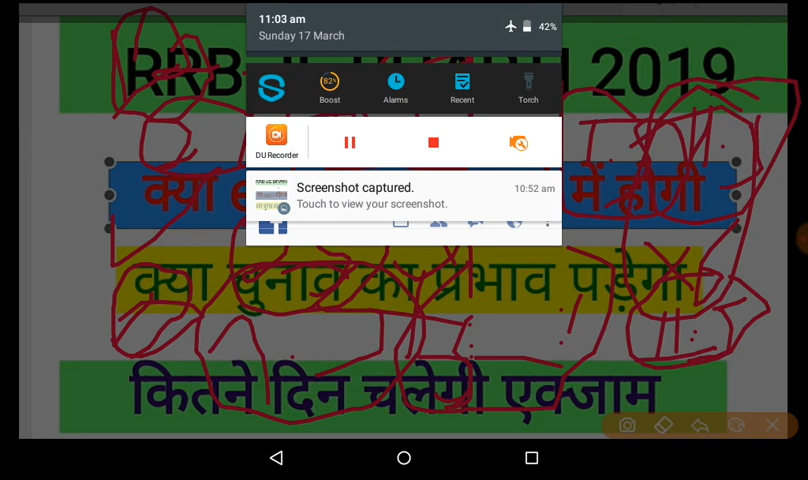 RRB 2019
11:03 am
Sunday 17 March
42%
82%
Boost
Alarms
Recent
Torch
DU Recorder
Screenshot captured.
10:52 am
Touch to view your screenshot.
क्या में होगी
क्या चुनाव का प्रभाव पड़ेगा
कितने दिन चलेगी एक्जाम